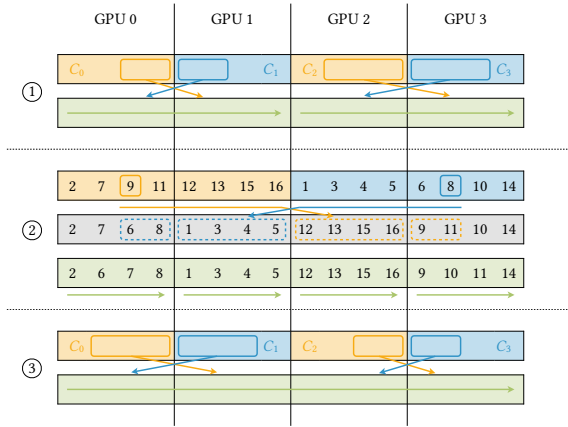 GPU 0 GPU 1 GPU 2 GPU 3
C₀ C₁ C₂ C₃
①
2 7 9 11 12 13 15 16 1 3 4 5 6 8 10 14
② 2 7 6 8 1 3 4 5 12 13 15 16 9 11 10 14
2 6 7 8 1 3 4 5 12 13 15 16 9 10 11 14
C₀ C₁ C₂ C₃
③